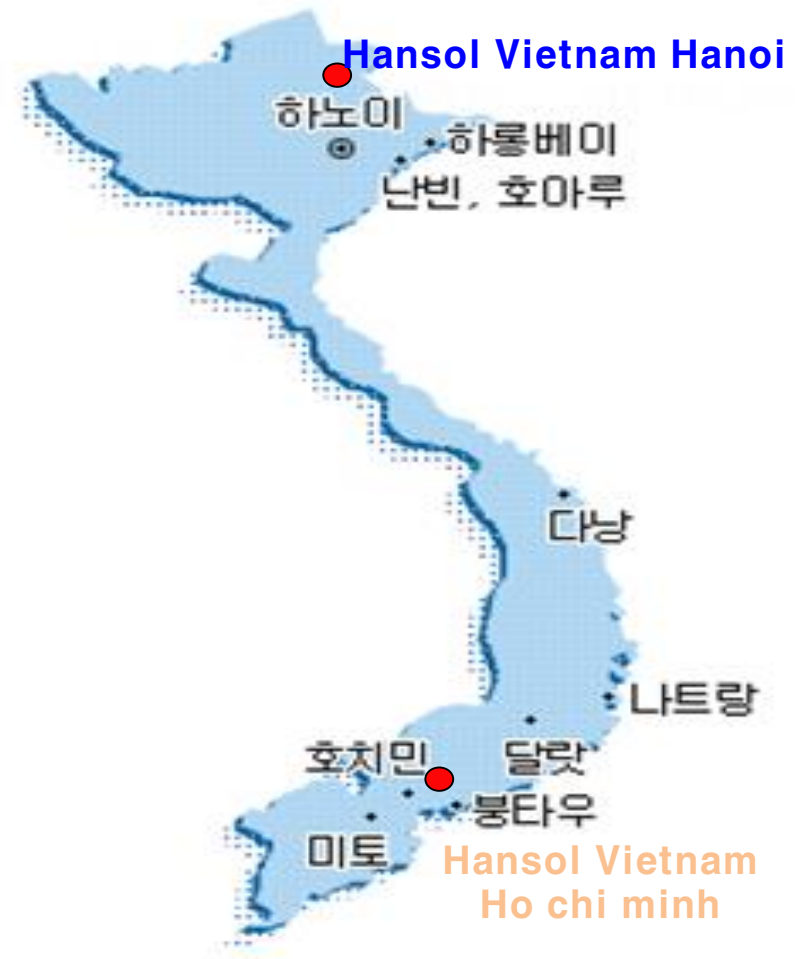 Hansol Vietnam Hanoi
하노이
하롱베이
난빈, 호아루
다낭
나트랑
호치민
달랏
붕타우
미토
Hansol Vietnam
Ho chi minh